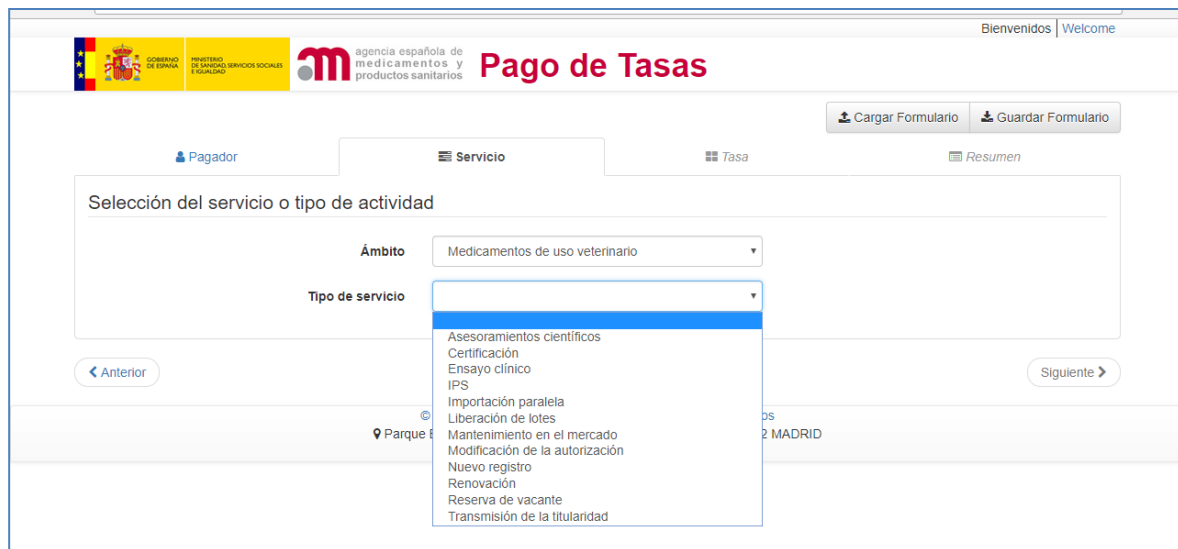 Bienvenidos | Welcome
GOBIERNO DE ESPAÑA
MINISTERIO DE SANIDAD, SERVICIOS SOCIALES E IGUALDAD
agencia española de
medicamentos y
productos sanitarios
Pago de Tasas
Cargar Formulario Guardar Formulario
Pagador Servicio Tasa Resumen
Selección del servicio o tipo de actividad
Ámbito Medicamentos de uso veterinario
Tipo de servicio
Asesoramientos científicos
Certificación
Anterior
Ensayo clínico
Siguiente
IPS
Importación paralela
©
Liberación de lotes
os
Parque
Mantenimiento en el mercado
2 MADRID
Modificación de la autorización
Nuevo registro
Renovación
Reserva de vacante
Transmisión de la titularidad